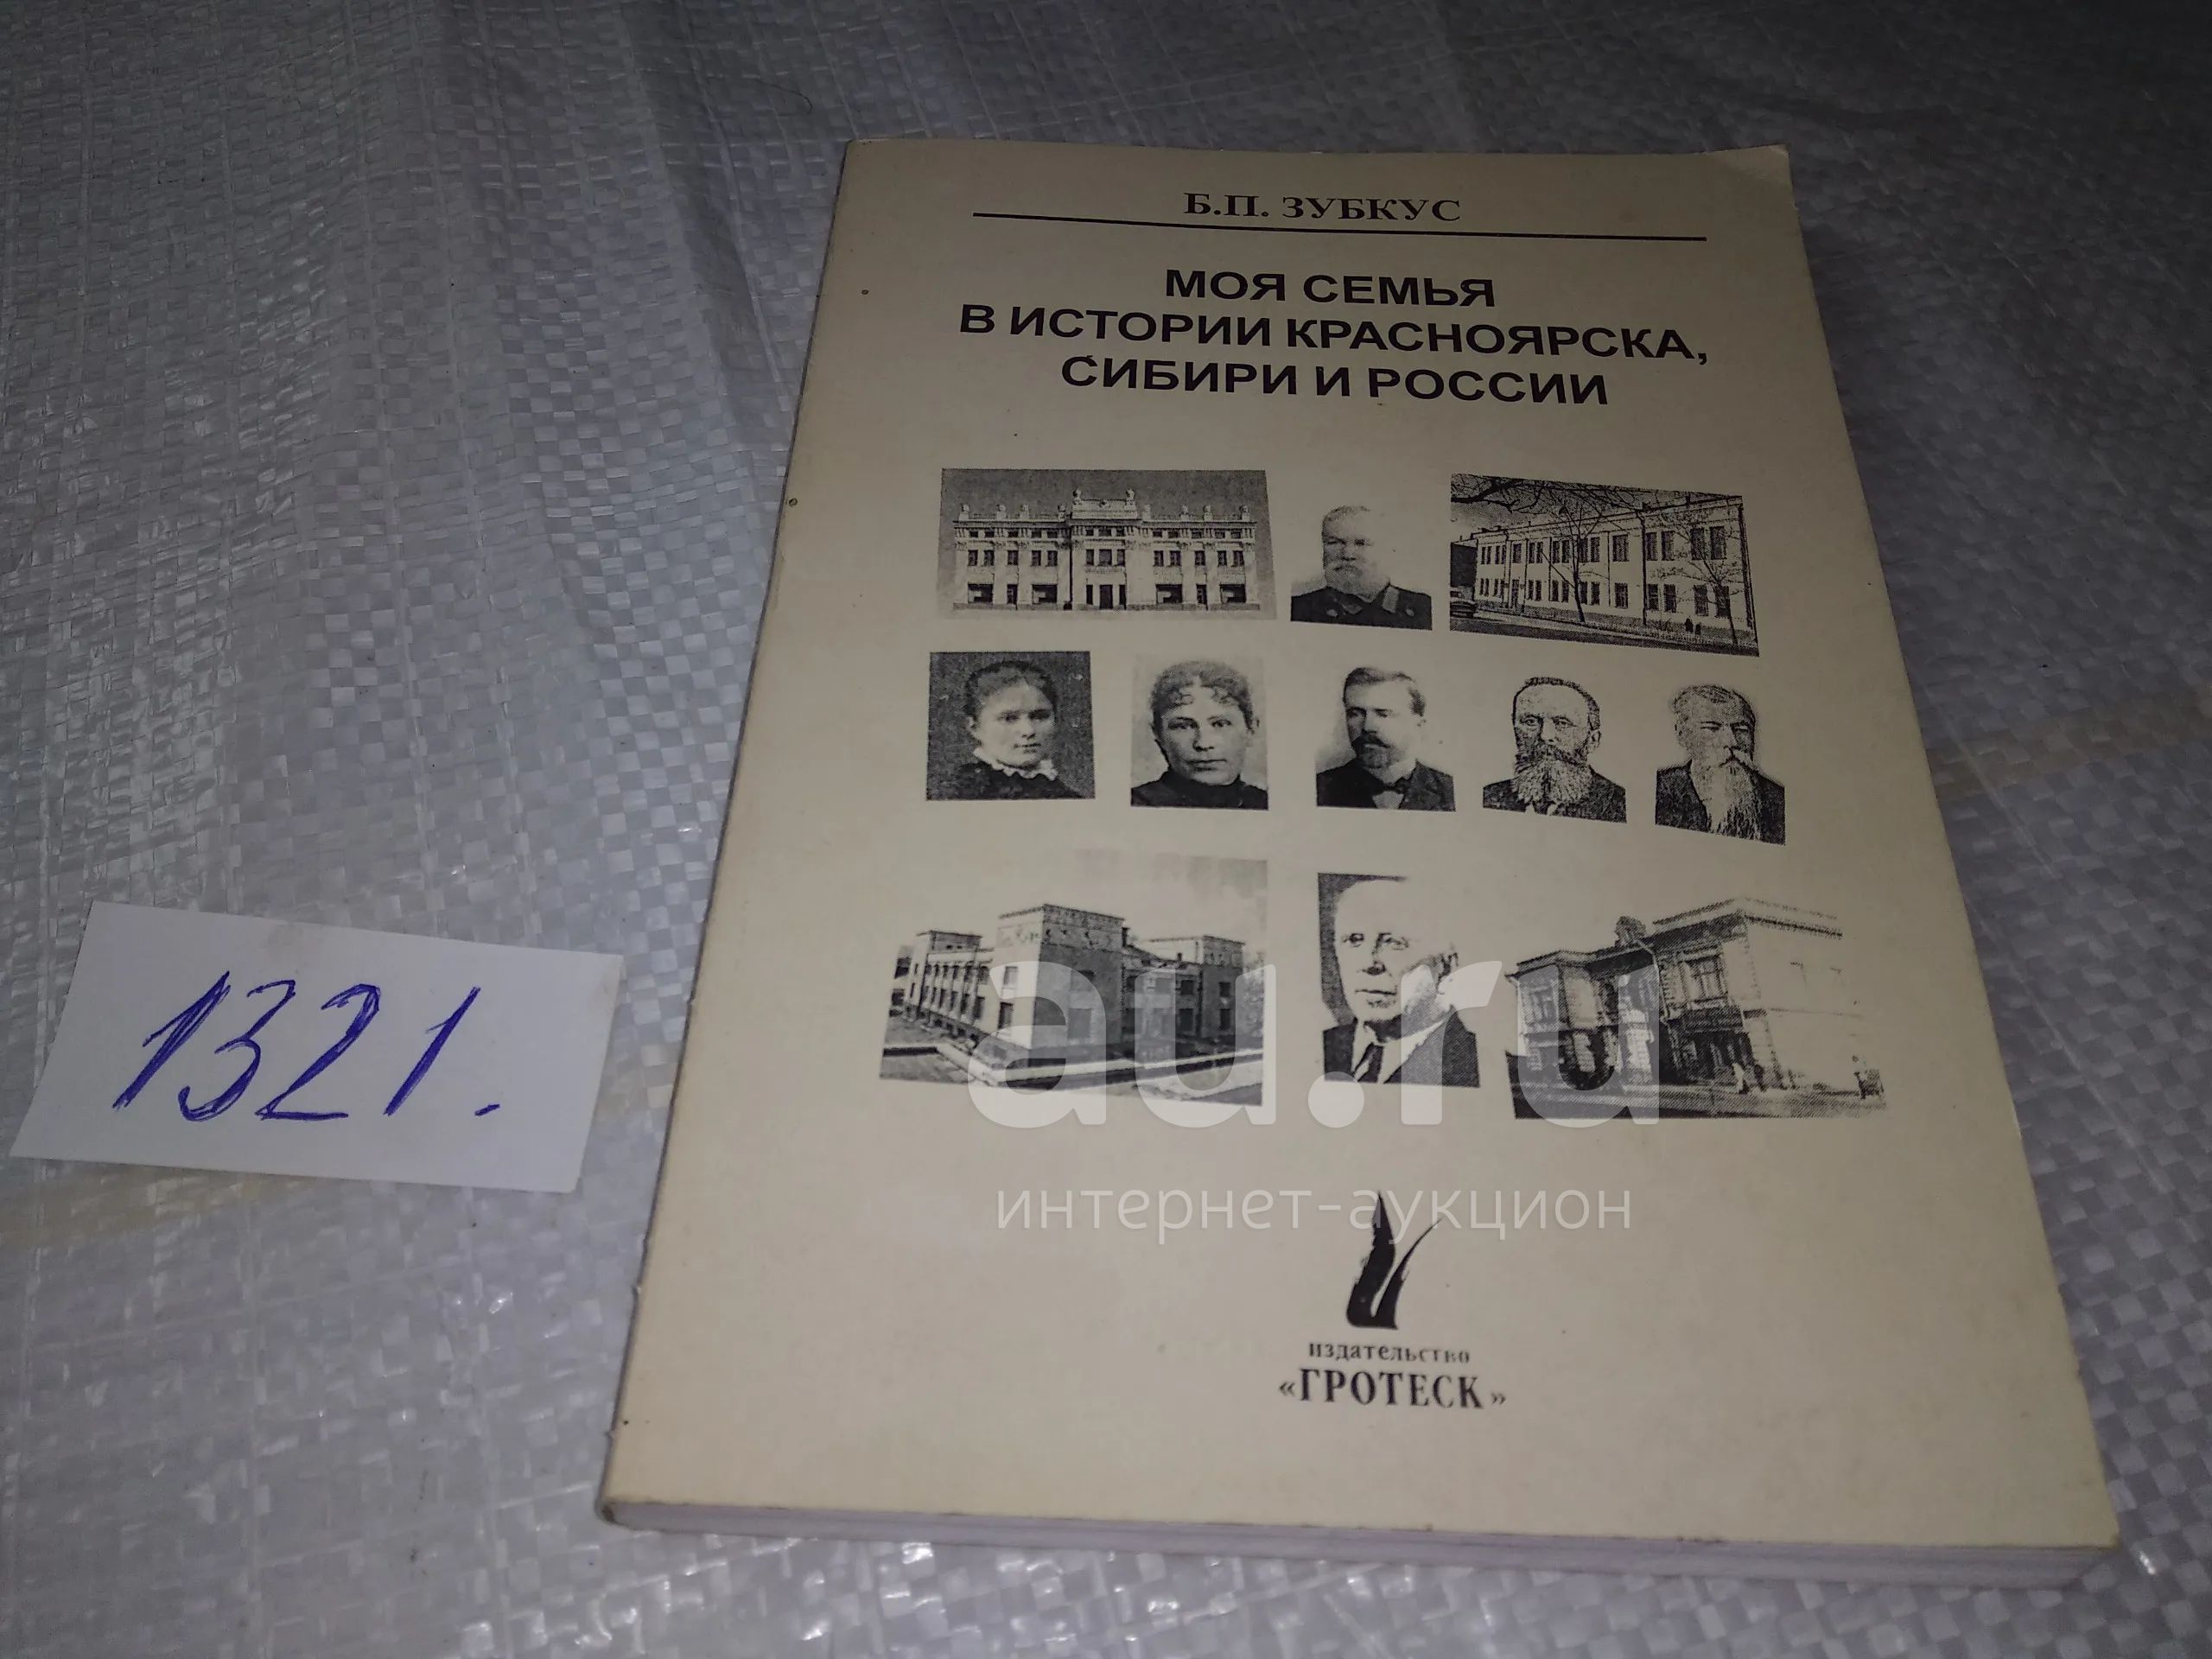 Б.П. ЗУБКУС
МОЯ СЕМЬЯ
В ИСТОРИИ КРАСНОЯРСКА,
СИБИРИ И РОССИИ
1321.
au.ru
интернет-аукцион
издательство
«ГРОТЕСК»